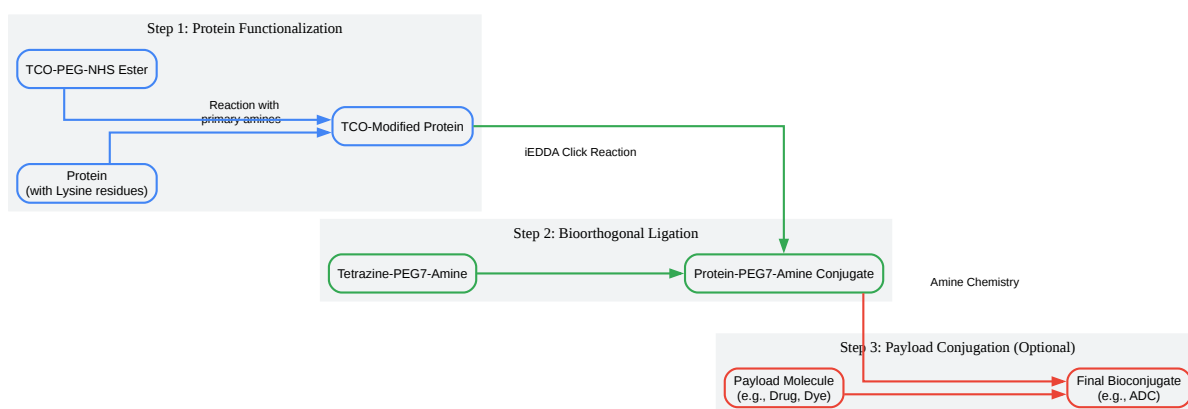 Step 1: Protein Functionalization
TCO-PEG-NHS Ester
Reaction with
primary amines
TCO-Modified Protein
Protein
(with Lysine residues)
iEDDA Click Reaction
Step 2: Bioorthogonal Ligation
Tetrazine-PEG7-Amine
Protein-PEG7-Amine Conjugate
Amine Chemistry
Step 3: Payload Conjugation (Optional)
Payload Molecule
(e.g., Drug, Dye)
Final Bioconjugate
(e.g., ADC)